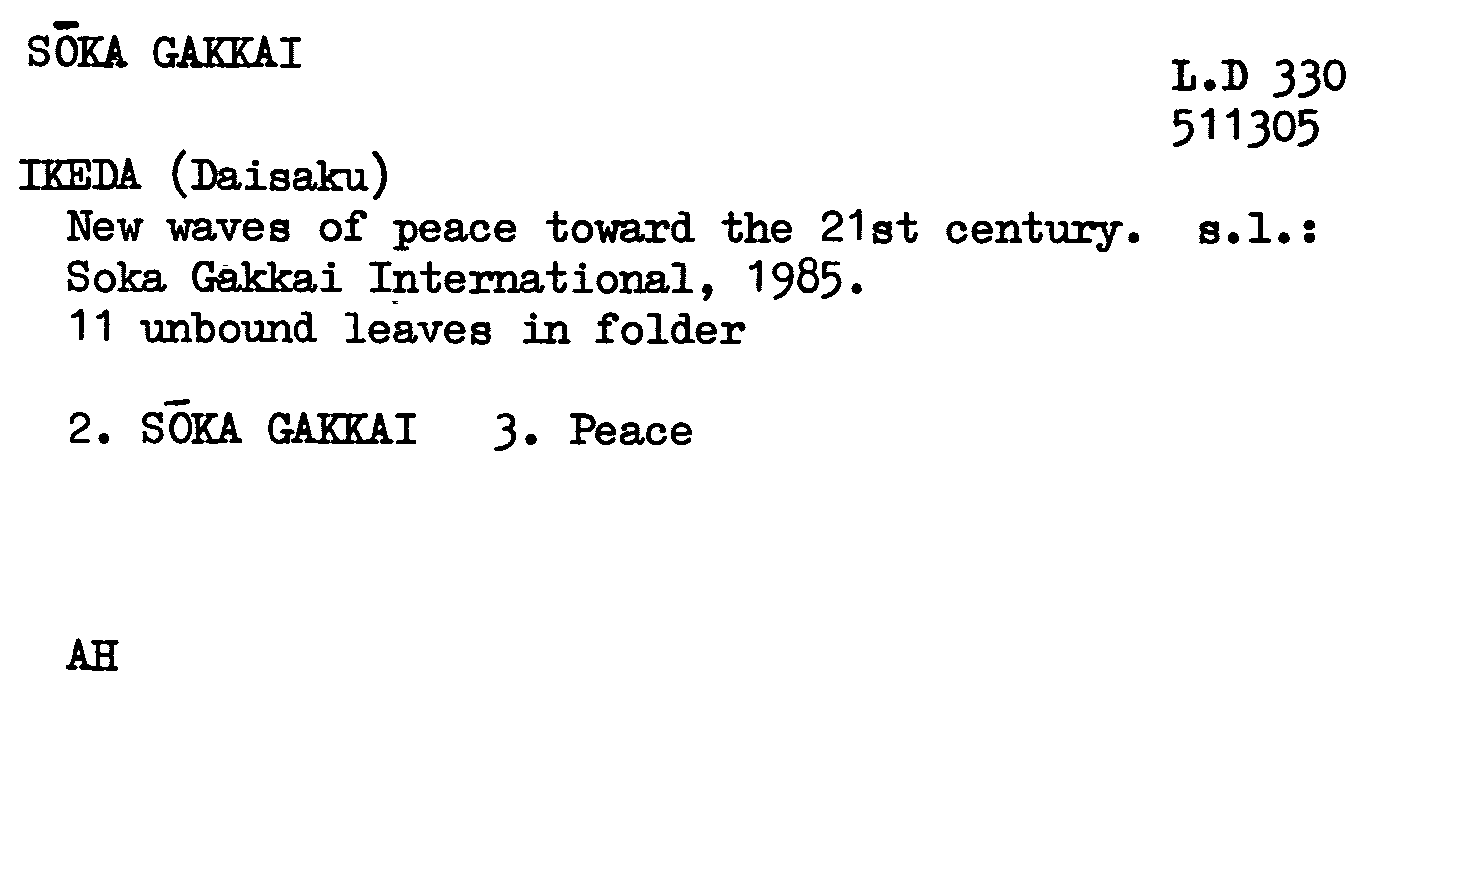 SŌKA GAKKAI
L.D 330
511305
IKEDA (Daisaku)
New waves of peace toward the 21st century. s.l.:
Soka Gakkai International, 1985.
11 unbound leaves in folder
2. SŌKA GAKKAI 3. Peace
AH